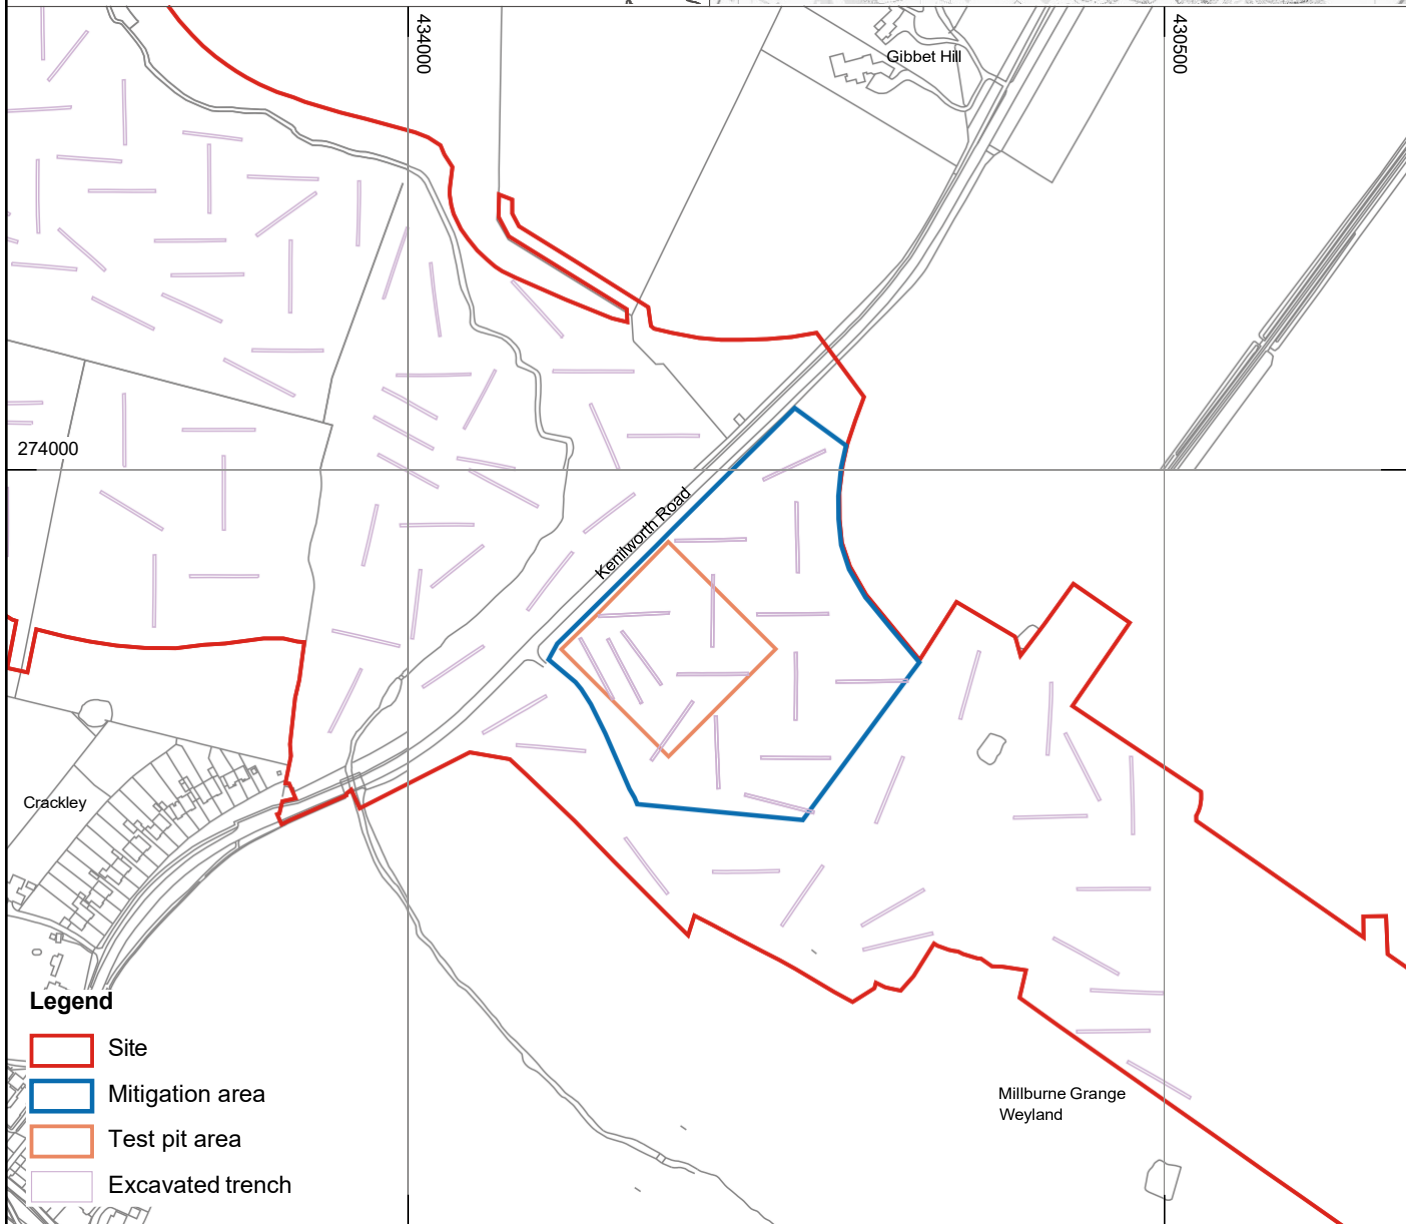 434000
430500
Gibbet Hill
274000
Kenilworth Road
Crackley
Legend
Site
Mitigation area
Test pit area
Excavated trench
Millburne Grange
Weyland